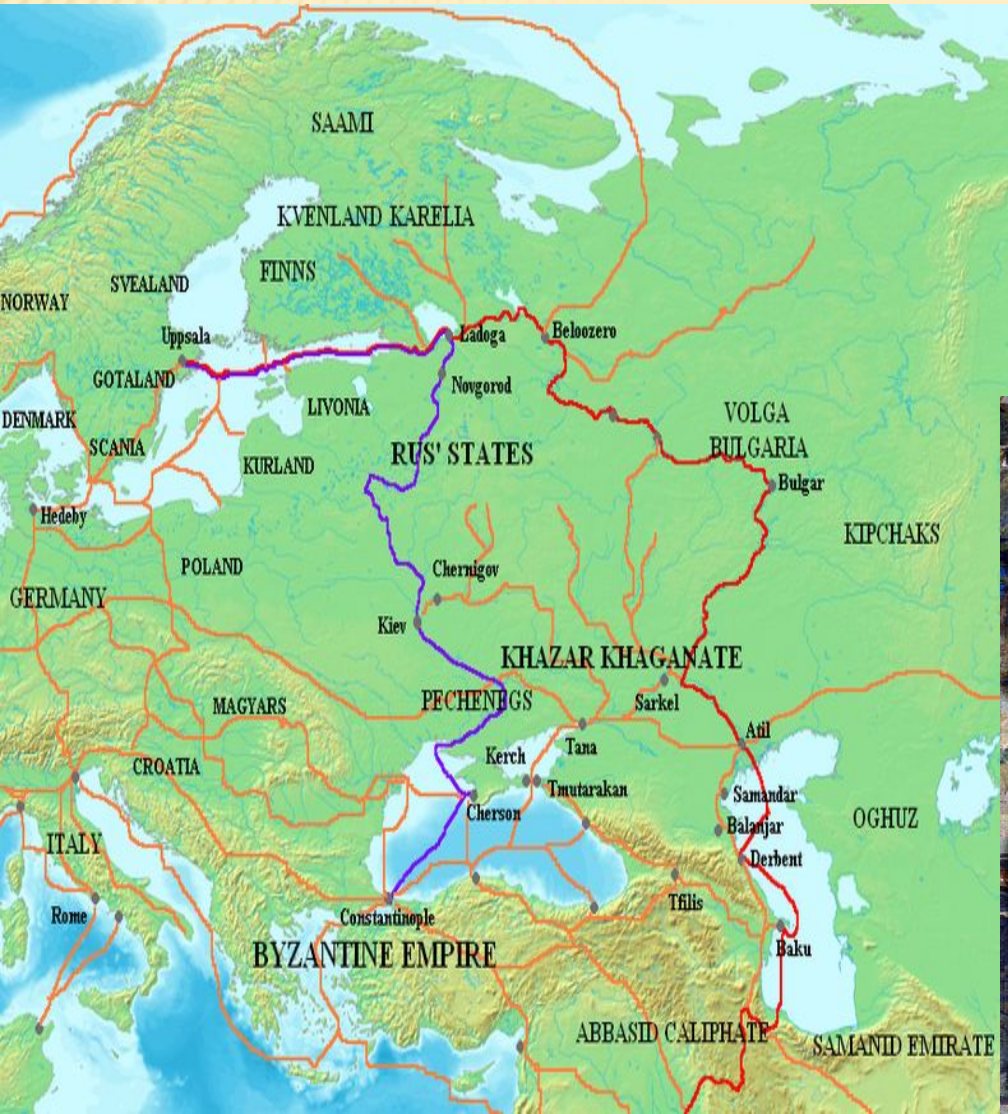 SAAMI
KVENLAND KARELIA
FINNS
SVEALAND
NORWAY
Uppsala
Ladoga
Beloozero
GOTALAND
Novgorod
LIVONIA
DENMARK
VOLGA
BULGARIA
SCANIA
RUS' STATES
KURLAND
Bulgar
Hedeby
KIPCHAKS
POLAND
Chernigov
GERMANY
Kiev
KHAZAR KHAGANATE
PECHENEGS
Sarkel
MAGYARS
Atil
Tana
Kerch
CROATIA
Tmutarakan
Samandar
Cherson
OGHUZ
Balanjar
ITALY
Derbent
Tfilis
Rome
Constantinople
Baku
BYZANTINE EMPIRE
ABBASID CALIPHATE
SAMANID EMIRATE